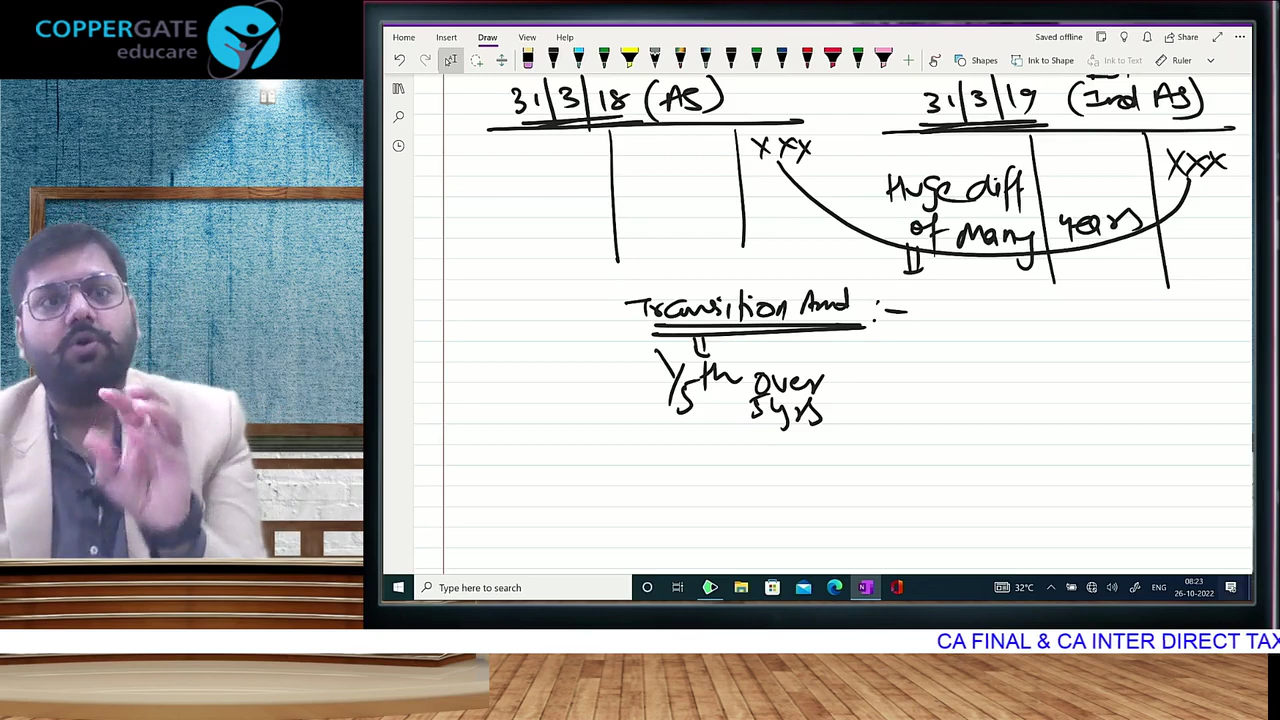 COPPERGATE
educare
Home Insert Draw View Help
Saved offline
Share
Shapes
Ink to Shape
Ink to Text
Ruler
31/3/18 (AS)
31/3/19 (Ind AS)
XXX
XXX
Huge diff
of Many years
Transition Amd :-
1/5th over
5 yrs
Type here to search
32°C
ENG
08:23
26-10-2022
CA FINAL & CA INTER DIRECT TAX